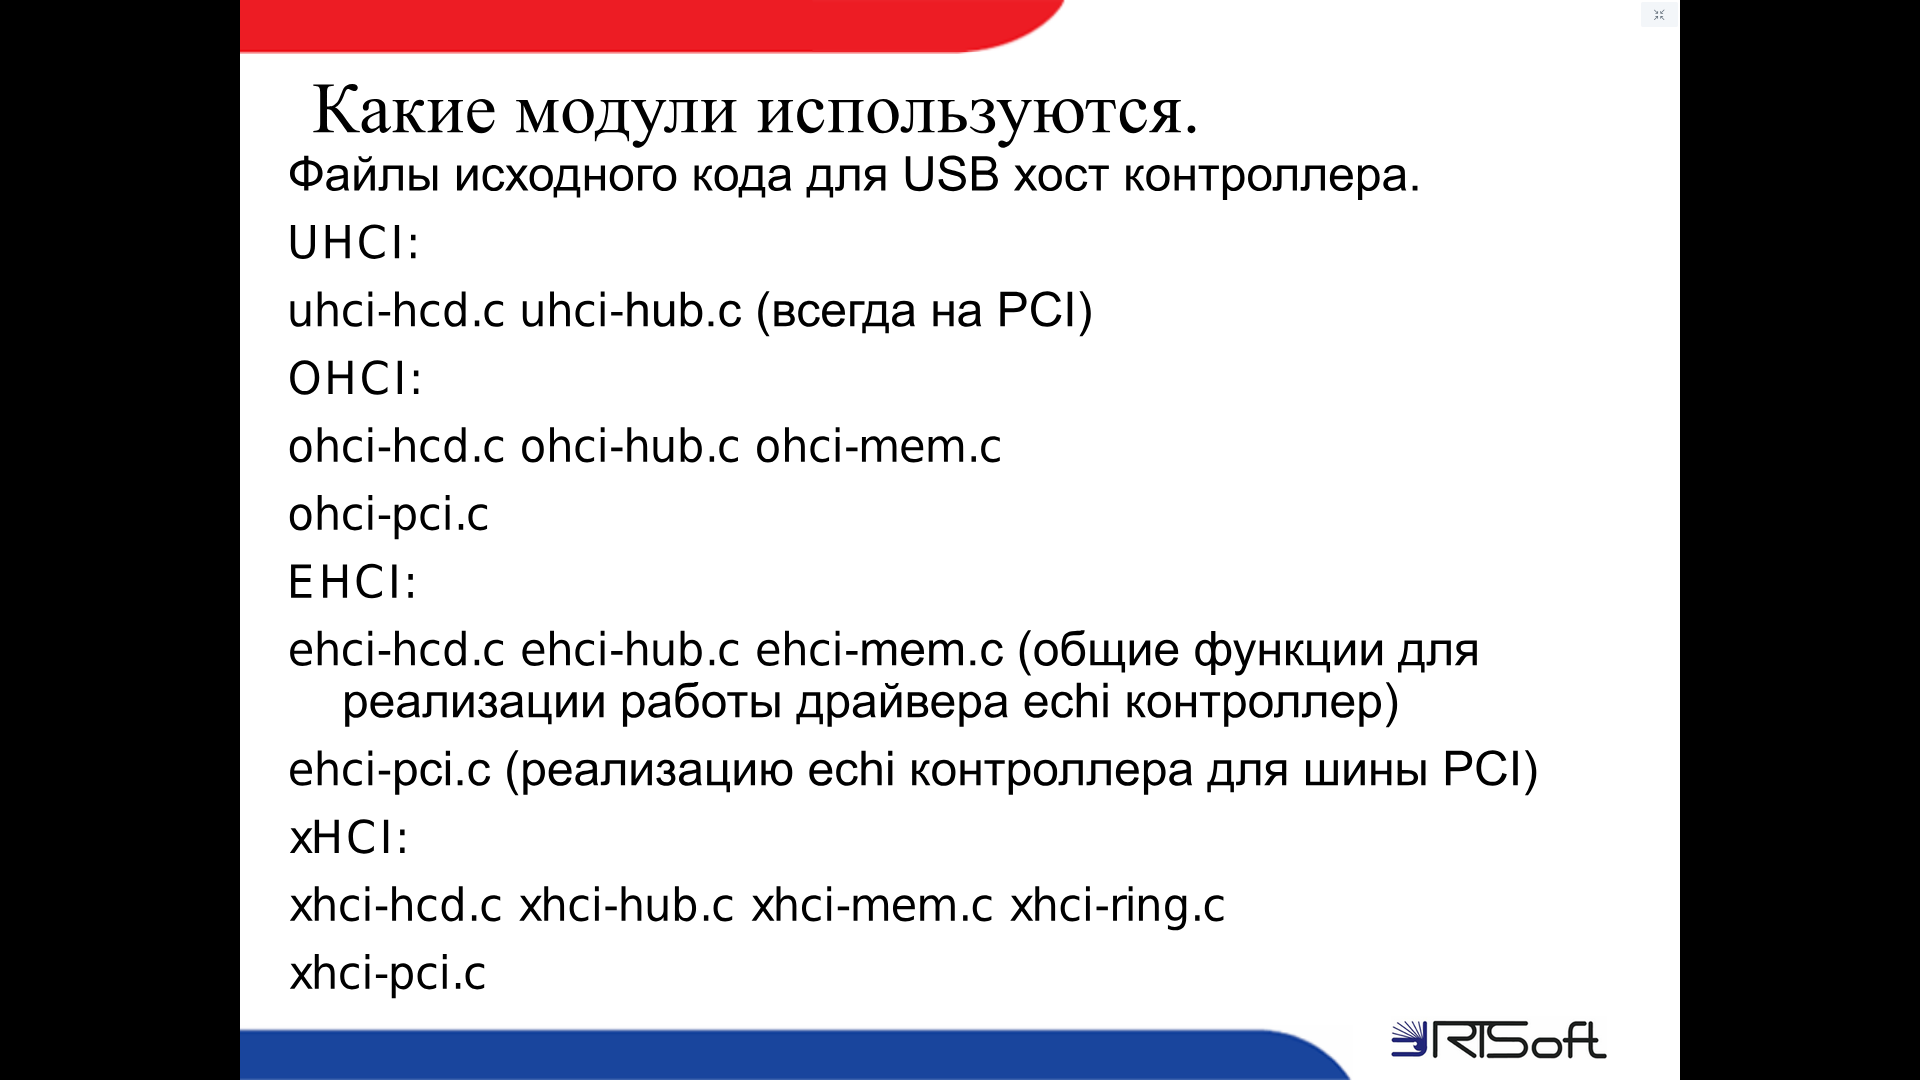 Какие модули используются.
Файлы исходного кода для USB хост контроллера.
UHCI:
uhci-hcd.c uhci-hub.c (всегда на PCI)
OHCI:
ohci-hcd.c ohci-hub.c ohci-mem.c
ohci-pci.c
EHCI:
ehci-hcd.c ehci-hub.c ehci-mem.c (общие функции для
реализации работы драйвера echi контроллер)
ehci-pci.c (реализацию echi контроллера для шины PCI)
xHCI:
xhci-hcd.c xhci-hub.c xhci-mem.c xhci-ring.c
xhci-pci.c
RTSoft